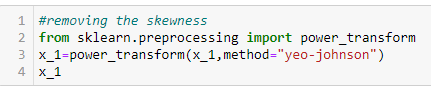 1 #removing the skewness
2 from sklearn.preprocessing import power_transform
3 x_1=power_transform(x_1,method="yeo-johnson")
4 x_1